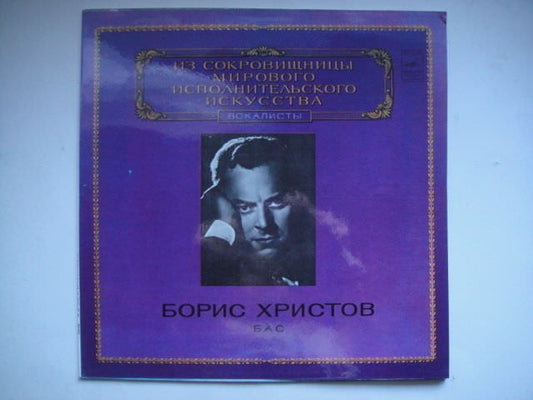 ИЗ СОКРОВИЩНИЦЫ
МИРОВОГО
ИСПОЛНИТЕЛЬСКОГО
ИСКУССТВА
ВОКАЛИСТЫ
БОРИС ХРИСТОВ
БАС